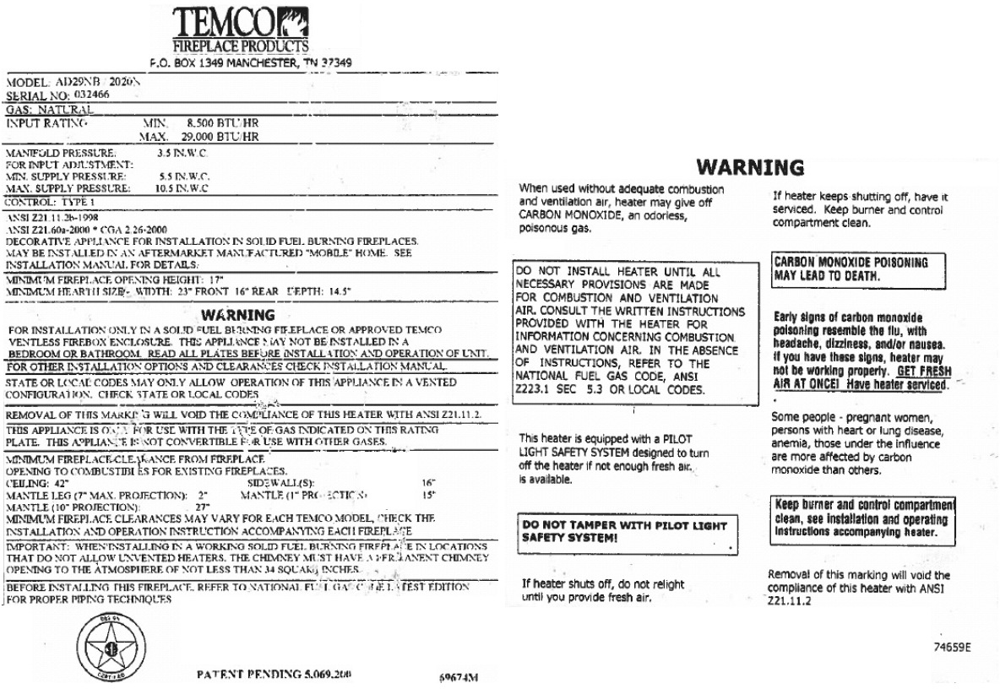 TEMCO
FIREPLACE PRODUCTS
P.O. BOX 1349 MANCHESTER, TN 37349
MODEL: AD29NB / 2020N
SERIAL NO: 032466
GAS: NATURAL
INPUT RATING MIN. 8,500 BTU/HR
MAX. 29,000 BTU/HR
MANIFOLD PRESSURE: 3.5 IN.W.C.
FOR INPUT ADJUSTMENT:
MIN. SUPPLY PRESSURE: 5.5 IN.W.C.
MAX. SUPPLY PRESSURE: 10.5 IN.W.C
CONTROL: TYPE 1
ANSI Z21.11.2b-1998
ANSI Z21.60a-2000 * CGA 2.26-2000
DECORATIVE APPLIANCE FOR INSTALLATION IN SOLID FUEL BURNING FIREPLACES.
MAY BE INSTALLED IN AN AFTERMARKET MANUFACTURED "MOBILE" HOME. SEE
INSTALLATION MANUAL FOR DETAILS.
MINIMUM FIREPLACE OPENING HEIGHT: 17"
MINIMUM HEARTH SIZE- WIDTH: 23" FRONT 16" REAR DEPTH: 14.5"
WARNING
FOR INSTALLATION ONLY IN A SOLID FUEL BURNING FIREPLACE OR APPROVED TEMCO
VENTLESS FIREBOX ENCLOSURE. THIS APPLIANCE MAY NOT BE INSTALLED IN A
BEDROOM OR BATHROOM. READ ALL PLATES BEFORE INSTALLATION AND OPERATION OF UNIT.
FOR OTHER INSTALLATION OPTIONS AND CLEARANCES CHECK INSTALLATION MANUAL.
STATE OR LOCAL CODES MAY ONLY ALLOW OPERATION OF THIS APPLIANCE IN A VENTED
CONFIGURATION. CHECK STATE OR LOCAL CODES
REMOVAL OF THIS MARKING WILL VOID THE COMPLIANCE OF THIS HEATER WITH ANSI Z21.11.2.
THIS APPLIANCE IS ONLY FOR USE WITH THE TYPE OF GAS INDICATED ON THIS RATING
PLATE. THIS APPLIANCE IS NOT CONVERTIBLE FOR USE WITH OTHER GASES.
MINIMUM FIREPLACE CLEARANCE FROM FIREPLACE
OPENING TO COMBUSTIBLES FOR EXISTING FIREPLACES.
CEILING: 42" SIDEWALL(S): 16"
MANTLE LEG (7" MAX. PROJECTION): 2" MANTLE (1" PROJECTION) 15"
MANTLE (10" PROJECTION): 27"
MINIMUM FIREPLACE CLEARANCES MAY VARY FOR EACH TEMCO MODEL, CHECK THE
INSTALLATION AND OPERATION INSTRUCTION ACCOMPANYING EACH FIREPLACE
IMPORTANT: WHEN INSTALLING IN A WORKING SOLID FUEL BURNING FIREPLACE IN LOCATIONS
THAT DO NOT ALLOW UNVENTED HEATERS, THE CHIMNEY MUST HAVE A PERMANENT CHIMNEY
OPENING TO THE ATMOSPHERE OF NOT LESS THAN 34 SQUARE INCHES.
BEFORE INSTALLING THIS FIREPLACE, REFER TO NATIONAL FUEL GAS CODE LATEST EDITION
FOR PROPER PIPING TECHNIQUES
PATENT PENDING 5,069,200
69674M
WARNING
When used without adequate combustion
and ventilation air, heater may give off
CARBON MONOXIDE, an odorless,
poisonous gas.
DO NOT INSTALL HEATER UNTIL ALL
NECESSARY PROVISIONS ARE MADE
FOR COMBUSTION AND VENTILATION
AIR. CONSULT THE WRITTEN INSTRUCTIONS
PROVIDED WITH THE HEATER FOR
INFORMATION CONCERNING COMBUSTION
AND VENTILATION AIR. IN THE ABSENCE
OF INSTRUCTIONS, REFER TO THE
NATIONAL FUEL GAS CODE, ANSI
Z223.1 SEC 5.3 OR LOCAL CODES.
This heater is equipped with a PILOT
LIGHT SAFETY SYSTEM designed to turn
off the heater if not enough fresh air.
is available.
DO NOT TAMPER WITH PILOT LIGHT
SAFETY SYSTEM!
If heater shuts off, do not relight
until you provide fresh air.
If heater keeps shutting off, have it
serviced. Keep burner and control
compartment clean.
CARBON MONOXIDE POISONING
MAY LEAD TO DEATH.
Early signs of carbon monoxide
poisoning resemble the flu, with
headache, dizziness, and/or nausea.
If you have these signs, heater may
not be working properly. GET FRESH
AIR AT ONCE! Have heater serviced.
Some people - pregnant women,
persons with heart or lung disease,
anemia, those under the influence
are more affected by carbon
monoxide than others.
Keep burner and control compartment
clean, see installation and operating
instructions accompanying heater.
Removal of this marking will void the
compliance of this heater with ANSI
Z21.11.2
74659E